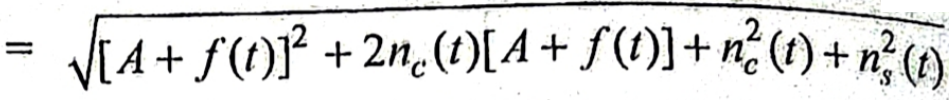 = √[A + f(t)]² + 2n_c(t)[A + f(t)] + n_c²(t) + n_s²(t)